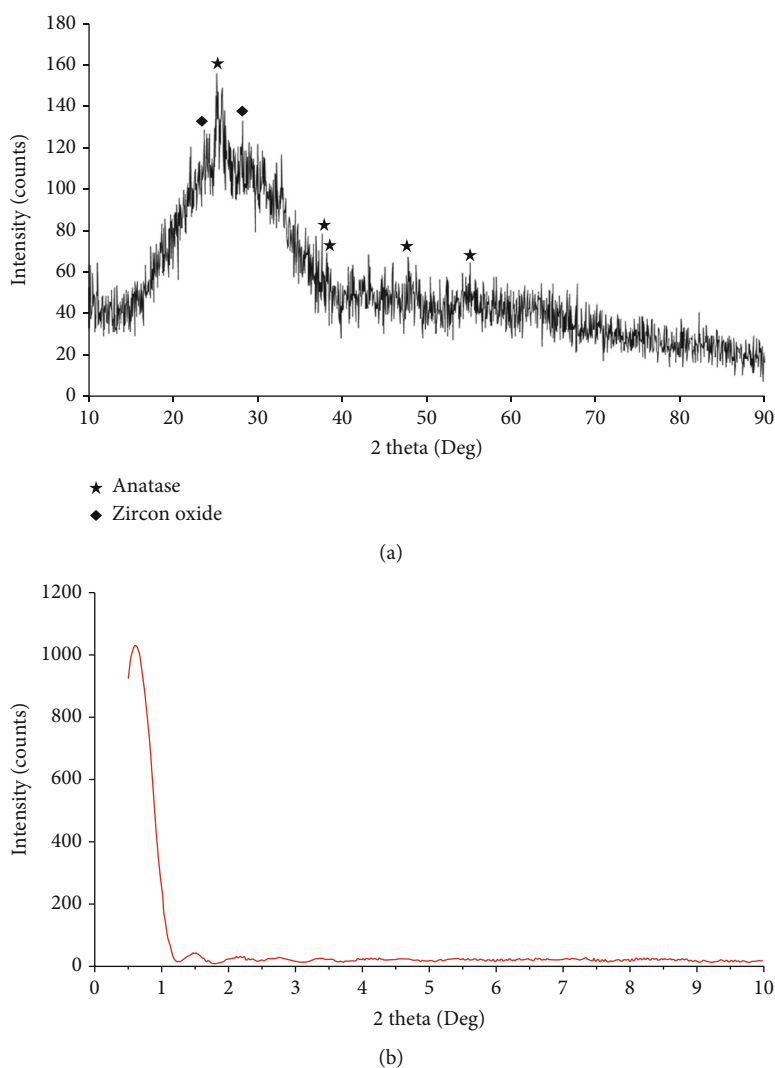 180
160
140
120
100
80
60
40
20
0
Intensity (counts)
10 20 30 40 50 60 70 80 90
2 theta (Deg)
★ Anatase
◆ Zircon oxide
(a)
1200
1000
800
600
400
200
0
Intensity (counts)
0 1 2 3 4 5 6 7 8 9 10
2 theta (Deg)
(b)